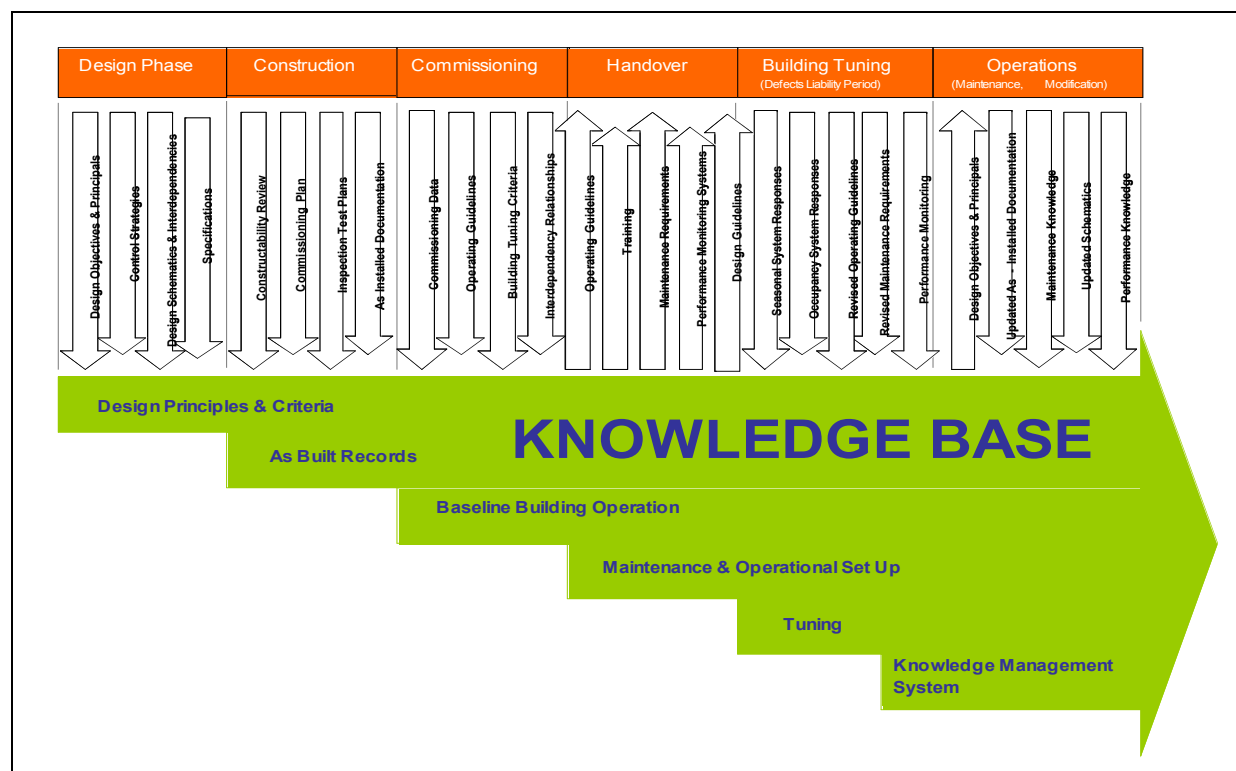 Design Phase
Construction
Commissioning
Handover
Building Tuning
(Defects Liability Period)
Operations
(Maintenance, Modification)
Design Objectives & Principals
Control Strategies
Design Schematics & Interdependencies
Specifications
Constructability Review
Commissioning Plan
Inspection Test Plans
As Installed Documentation
Commissioning Data
Operating Guidelines
Building Tuning Criteria
Interdependency Relationships
Operating Guidelines
Training
Maintenance Requirements
Performance Monitoring Systems
Design Guidelines
Seasonal System Responses
Occupancy System Responses
Revised Operating Guidelines
Revised Maintenance Requirements
Performance Monitoring
Design Objectives & Principals
Updated As - Installed Documentation
Maintenance Knowledge
Updated Schematics
Performance Knowledge
Design Principles & Criteria
KNOWLEDGE BASE
As Built Records
Baseline Building Operation
Maintenance & Operational Set Up
Tuning
Knowledge Management
System